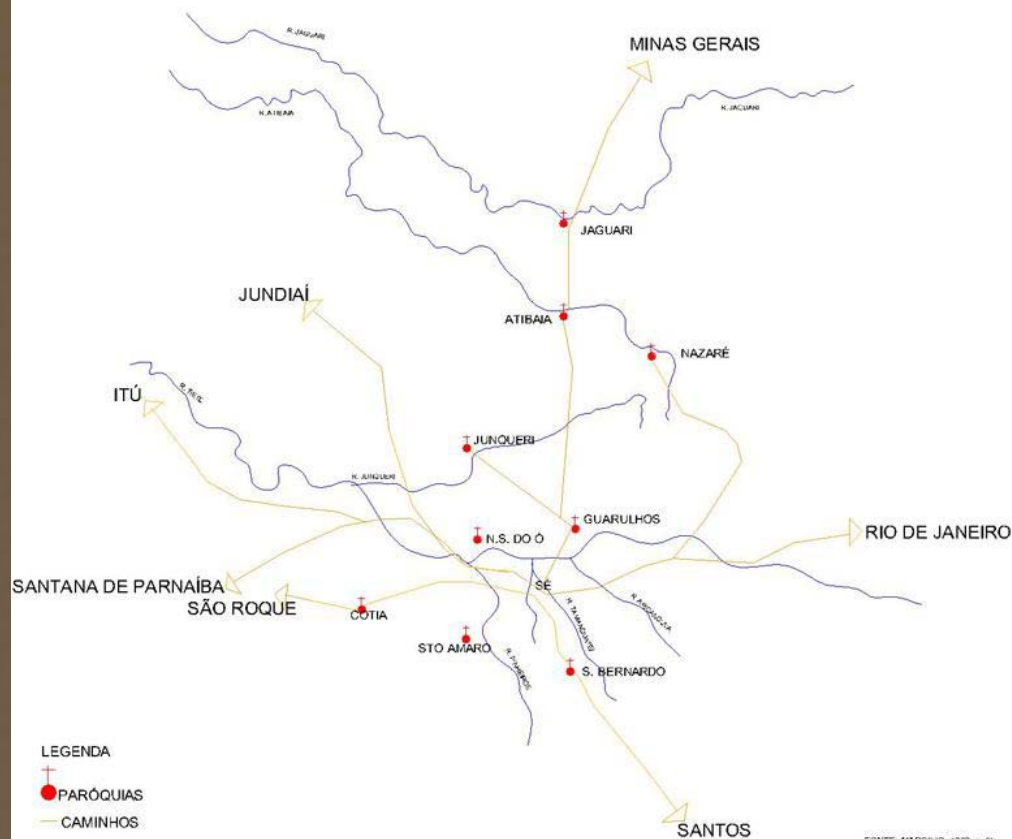 MINAS GERAIS
R. JAGUARI
R. JAGUARI
R. ATIBAIA
JAGUARI
JUNDIAÍ
ATIBAIA
NAZARÉ
ITÚ
JUNQUERI
R. JUNQUERI
GUARULHOS
N.S. DO Ó
RIO DE JANEIRO
SANTANA DE PARNAÍBA
SÉ
SÃO ROQUE
COTIA
STO AMARO
R. PINHEIROS
S. BERNARDO
LEGENDA
PARÓQUIAS
CAMINHOS
SANTOS